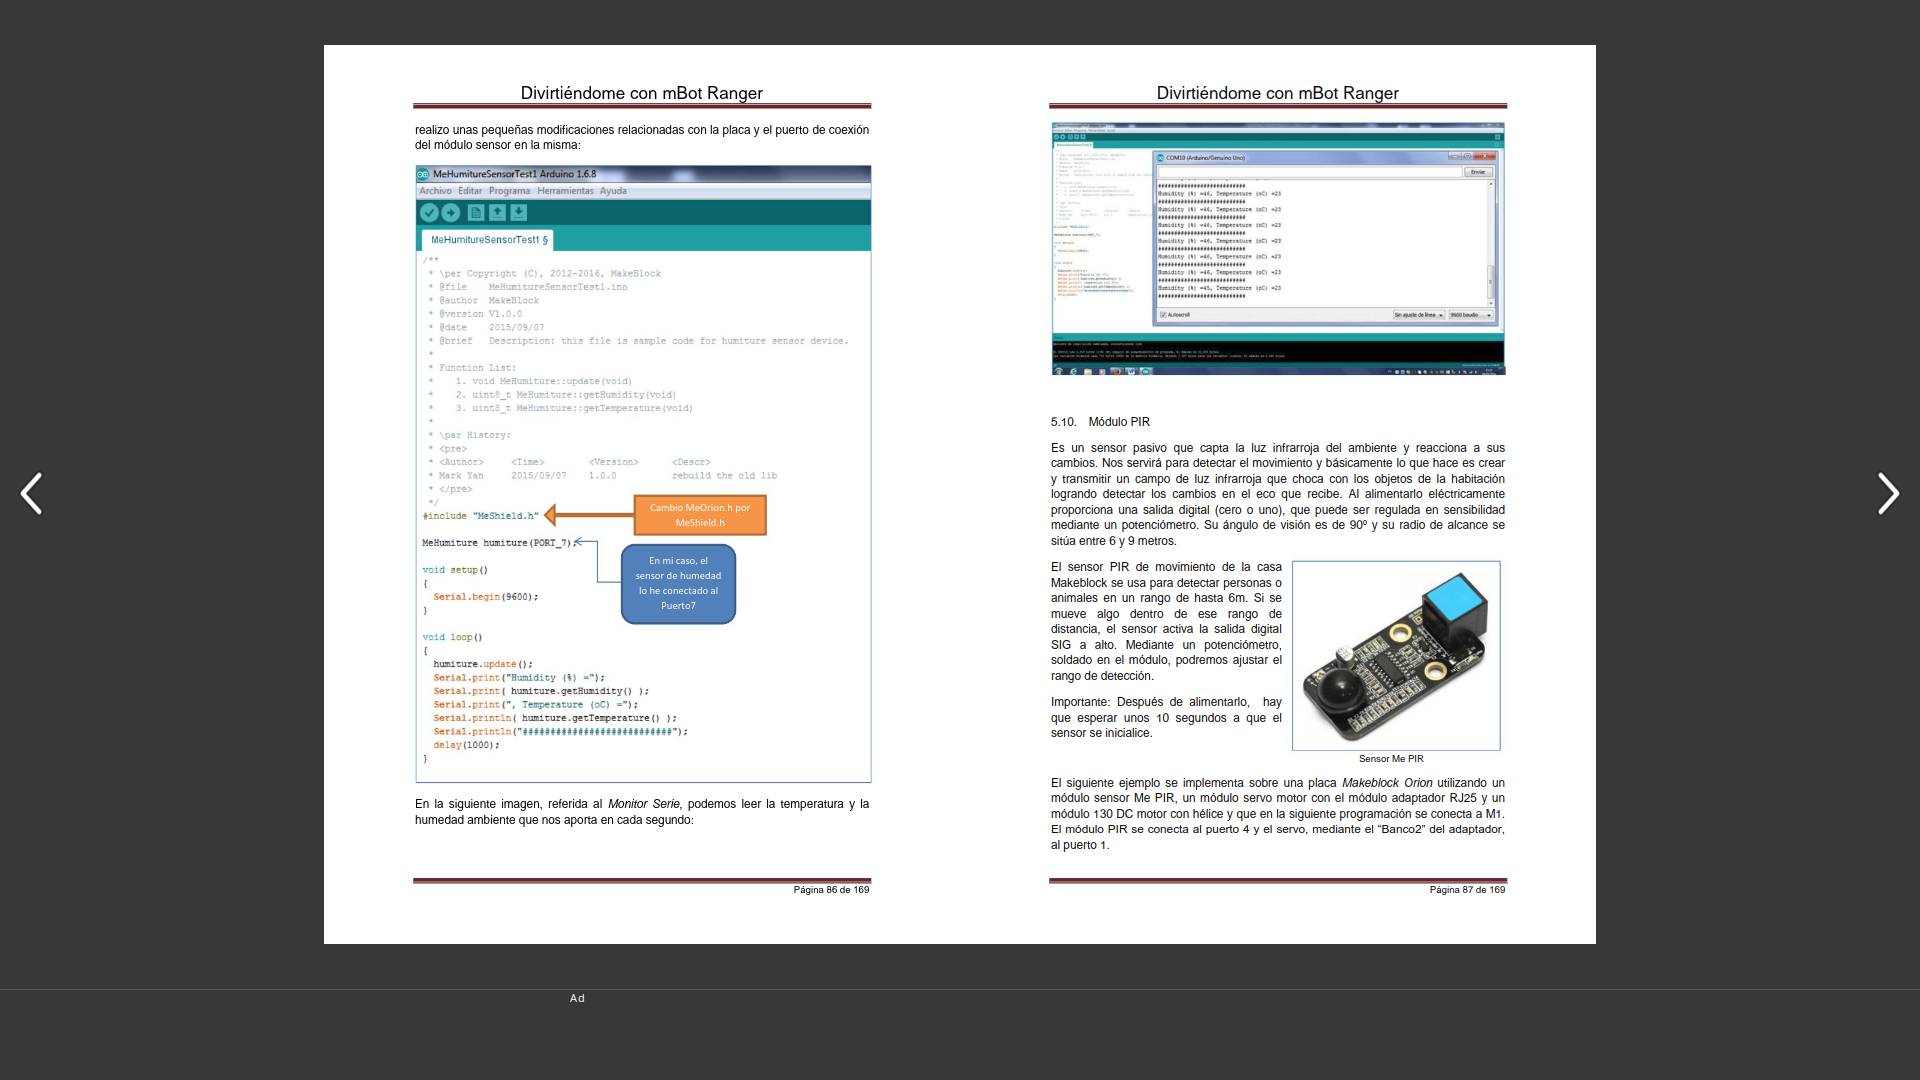 Divirtiéndome con mBot Ranger
realizo unas pequeñas modificaciones relacionadas con la placa y el puerto de coexión
del módulo sensor en la misma:
MeHumitureSensorTest1 Arduino 1.6.8
Archivo Editar Programa Herramientas Ayuda
MeHumitureSensorTest1 §
/**
* \par Copyright (C), 2012-2016, MakeBlock
* @file    MeHumitureSensorTest1.ino
* @author  MakeBlock
* @version V1.0.0
* @date    2015/09/07
* @brief   Description: this file is sample code for humiture sensor device.
*
* Function List:
*    1. void MeHumiture::update(void)
*    2. uint8_t MeHumiture::getHumidity(void)
*    3. uint8_t MeHumiture::getTemperature(void)
*
* \par History:
* <pre>
* <Author>     <Time>        <Version>      <Descr>
* Mark Yan    2015/09/07    1.0.0          rebuild the old lib
* </pre>
*/
#include "MeShield.h"
Cambio MeOrion.h por
MeShield.h
MeHumiture humiture(PORT_7);
En mi caso, el
sensor de humedad
lo he conectado al
Puerto7
void setup()
{
Serial.begin(9600);
}
void loop()
{
humiture.update();
Serial.print("Humidity (%) =");
Serial.print( humiture.getHumidity() );
Serial.print(", Temperature (oC) =");
Serial.println( humiture.getTemperature() );
Serial.println("###########################");
delay(1000);
}
En la siguiente imagen, referida al Monitor Serie, podemos leer la temperatura y la
humedad ambiente que nos aporta en cada segundo:
Página 86 de 169
Divirtiéndome con mBot Ranger
COM10 (Arduino/Genuino Uno)
Enviar
##########################
Humidity (%) =46, Temperature (oC) =23
##########################
Humidity (%) =46, Temperature (oC) =23
##########################
Humidity (%) =46, Temperature (oC) =23
##########################
Humidity (%) =46, Temperature (oC) =23
##########################
Humidity (%) =46, Temperature (oC) =23
##########################
Humidity (%) =46, Temperature (oC) =23
##########################
Humidity (%) =45, Temperature (oC) =23
##########################
Autoscroll
Sin ajuste de línea
9600 baudio
5.10. Módulo PIR
Es un sensor pasivo que capta la luz infrarroja del ambiente y reacciona a sus
cambios. Nos servirá para detectar el movimiento y básicamente lo que hace es crear
y transmitir un campo de luz infrarroja que choca con los objetos de la habitación
logrando detectar los cambios en el eco que recibe. Al alimentarlo eléctricamente
proporciona una salida digital (cero o uno), que puede ser regulada en sensibilidad
mediante un potenciómetro. Su ángulo de visión es de 90º y su radio de alcance se
sitúa entre 6 y 9 metros.
El sensor PIR de movimiento de la casa
Makeblock se usa para detectar personas o
animales en un rango de hasta 6m. Si se
mueve algo dentro de ese rango de
distancia, el sensor activa la salida digital
SIG a alto. Mediante un potenciómetro,
soldado en el módulo, podremos ajustar el
rango de detección.
Importante: Después de alimentarlo, hay
que esperar unos 10 segundos a que el
sensor se inicialice.
Sensor Me PIR
El siguiente ejemplo se implementa sobre una placa Makeblock Orion utilizando un
módulo sensor Me PIR, un módulo servo motor con el módulo adaptador RJ25 y un
módulo 130 DC motor con hélice y que en la siguiente programación se conecta a M1.
El módulo PIR se conecta al puerto 4 y el servo, mediante el “Banco2” del adaptador,
al puerto 1.
Página 87 de 169
Ad